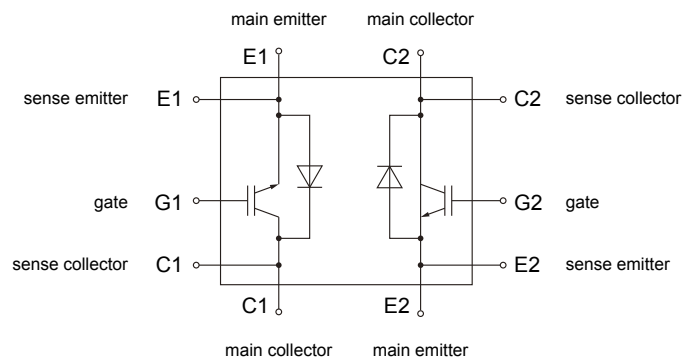 main emitter main collector
E1 C2
sense emitter E1 C2 sense collector
gate G1 G2 gate
sense collector C1 E2 sense emitter
C1 E2
main collector main emitter